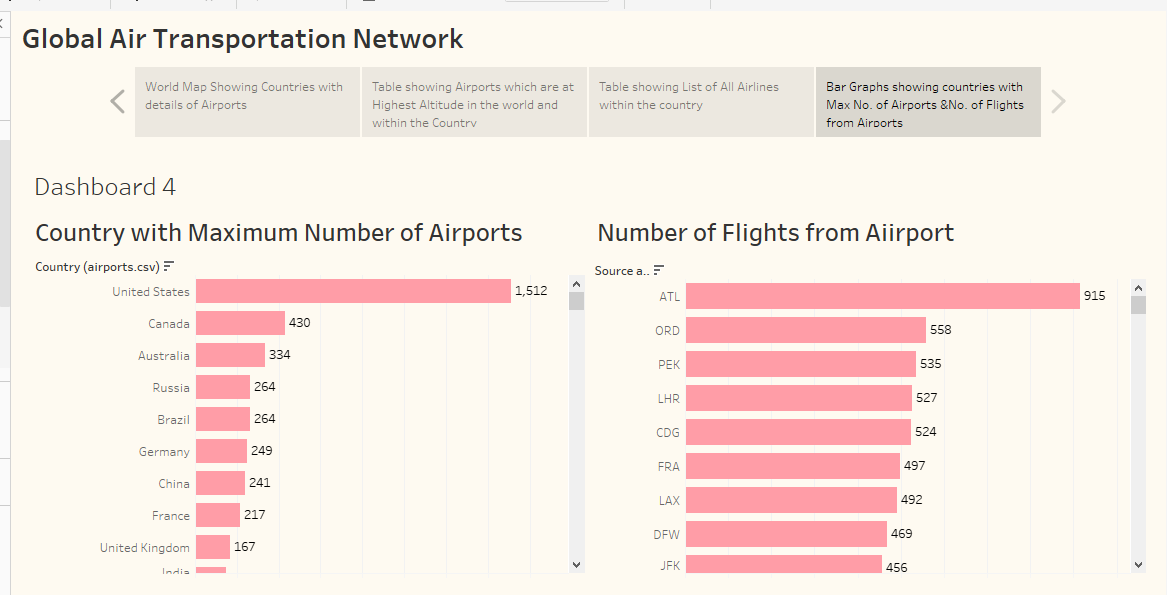 Global Air Transportation Network
World Map Showing Countries with
details of Airports
Table showing Airports which are at
Highest Altitude in the world and
within the Country
Table showing List of All Airlines
within the country
Bar Graphs showing countries with
Max No. of Airports &No. of Flights
from Airports
Dashboard 4
Country with Maximum Number of Airports
Country (airports.csv)
United States 1,512
Canada 430
Australia 334
Russia 264
Brazil 264
Germany 249
China 241
France 217
United Kingdom 167
India
Number of Flights from Aiirport
Source a..
ATL 915
ORD 558
PEK 535
LHR 527
CDG 524
FRA 497
LAX 492
DFW 469
JFK 456